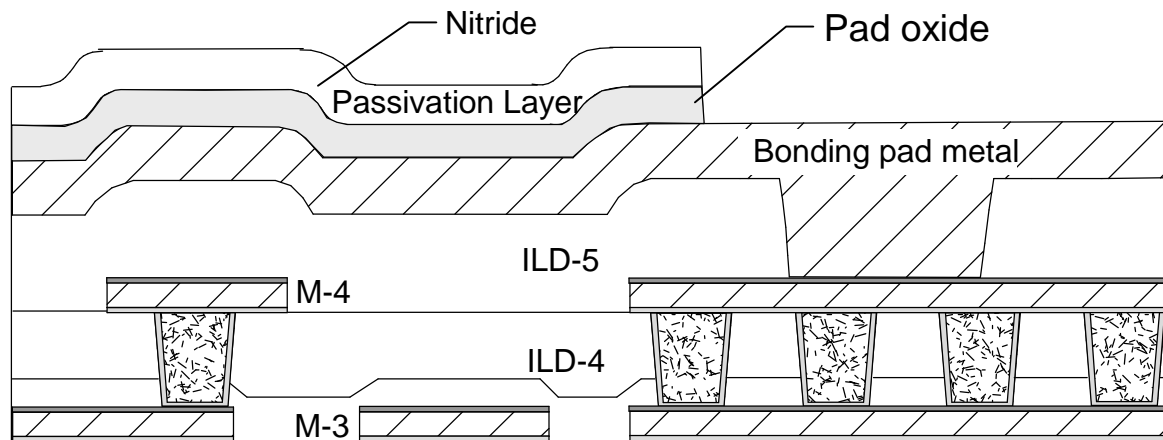 Nitride
Pad oxide
Passivation Layer
Bonding pad metal
ILD-5
M-4
ILD-4
M-3